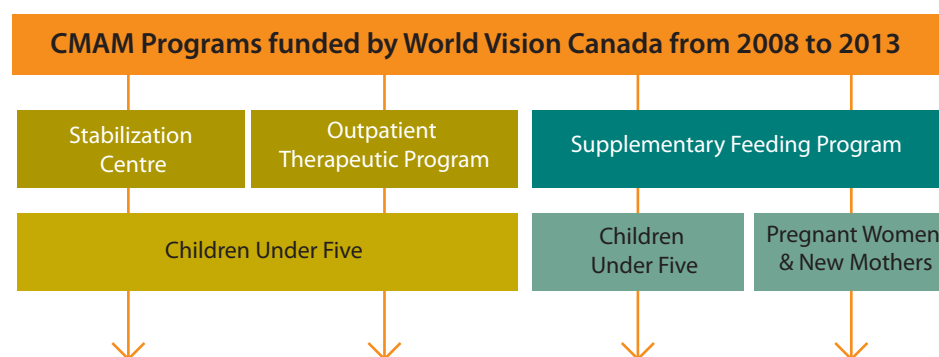 CMAM Programs funded by World Vision Canada from 2008 to 2013
Stabilization
Centre
Outpatient
Therapeutic Program
Supplementary Feeding Program
Children Under Five
Children
Under Five
Pregnant Women
& New Mothers